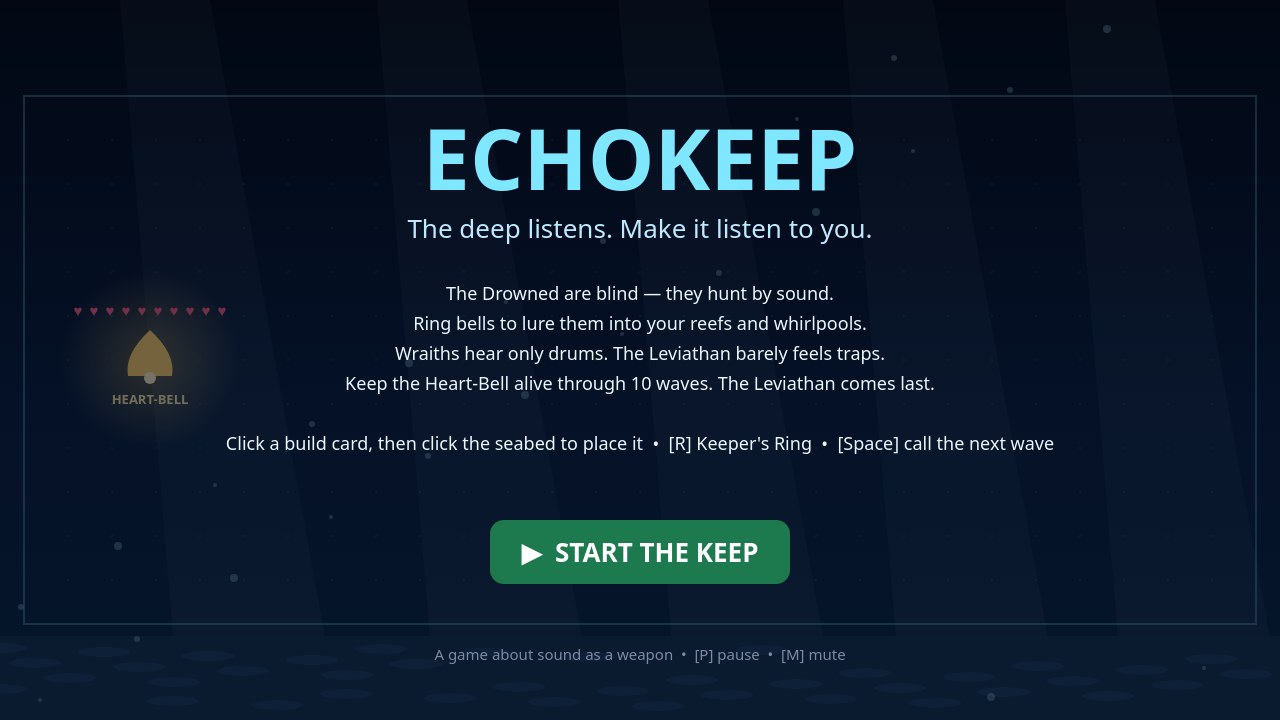 ECHOKEEP
The deep listens. Make it listen to you.
The Drowned are blind — they hunt by sound.
Ring bells to lure them into your reefs and whirlpools.
Wraiths hear only drums. The Leviathan barely feels traps.
Keep the Heart-Bell alive through 10 waves. The Leviathan comes last.
HEART-BELL
Click a build card, then click the seabed to place it • [R] Keeper's Ring • [Space] call the next wave
▶ START THE KEEP
A game about sound as a weapon • [P] pause • [M] mute